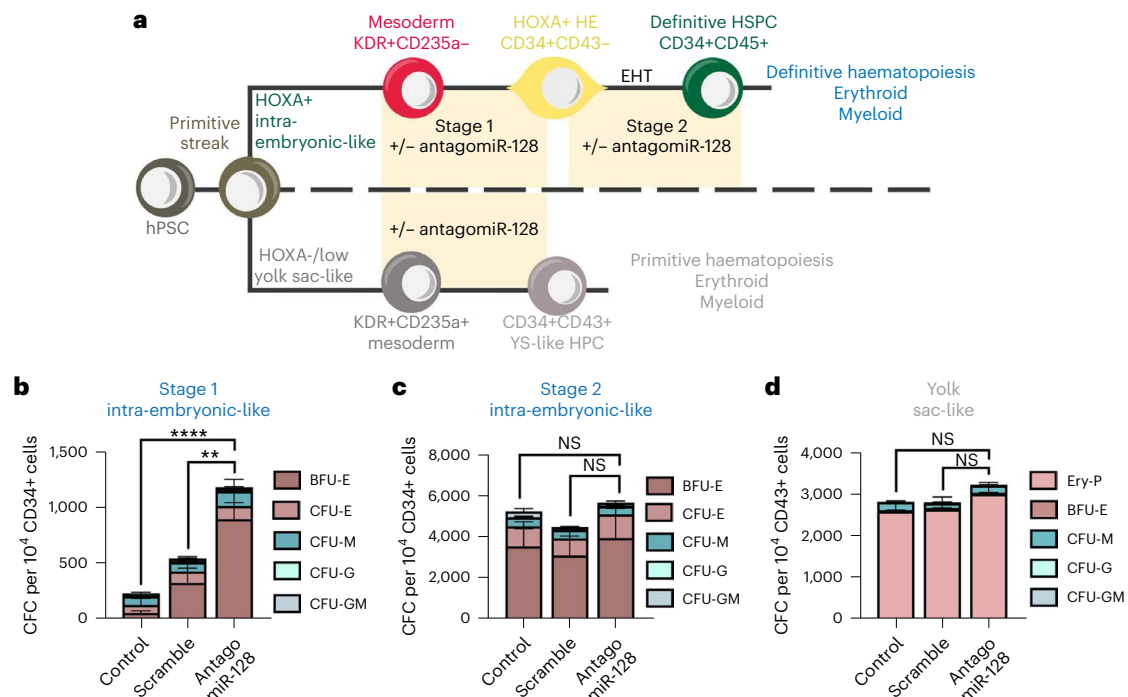 a
Mesoderm
KDR+CD235a–
HOXA+ HE
CD34+CD43–
Definitive HSPC
CD34+CD45+
EHT
Definitive haematopoiesis
Erythroid
Myeloid
HOXA+
intra-
embryonic-like
Primitive
streak
Stage 1
+/– antagomiR-128
Stage 2
+/– antagomiR-128
hPSC
+/– antagomiR-128
HOXA-/low
yolk sac-like
Primitive haematopoiesis
Erythroid
Myeloid
KDR+CD235a+
mesoderm
CD34+CD43+
YS-like HPC
b
Stage 1
intra-embryonic-like
CFC per 10⁴ CD34+ cells
1,500
1,000
500
0
****
**
BFU-E
CFU-E
CFU-M
CFU-G
CFU-GM
Control
Scramble
Antago
miR-128
c
Stage 2
intra-embryonic-like
CFC per 10⁴ CD34+ cells
8,000
6,000
4,000
2,000
0
NS
NS
BFU-E
CFU-E
CFU-M
CFU-G
CFU-GM
Control
Scramble
Antago
miR-128
d
Yolk
sac-like
CFC per 10⁴ CD43+ cells
4,000
3,000
2,000
1,000
0
NS
NS
Ery-P
BFU-E
CFU-M
CFU-G
CFU-GM
Control
Scramble
Antago
miR-128